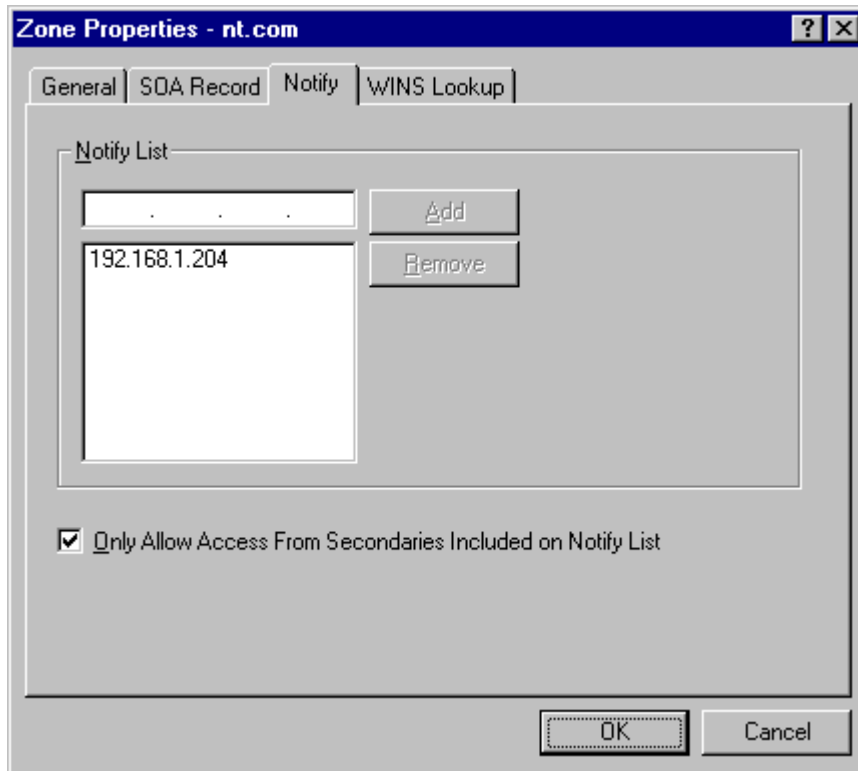 Zone Properties - nt.com
General SOA Record Notify WINS Lookup
Notify List
. . .
Add
192.168.1.204
Remove
Only Allow Access From Secondaries Included on Notify List
OK Cancel